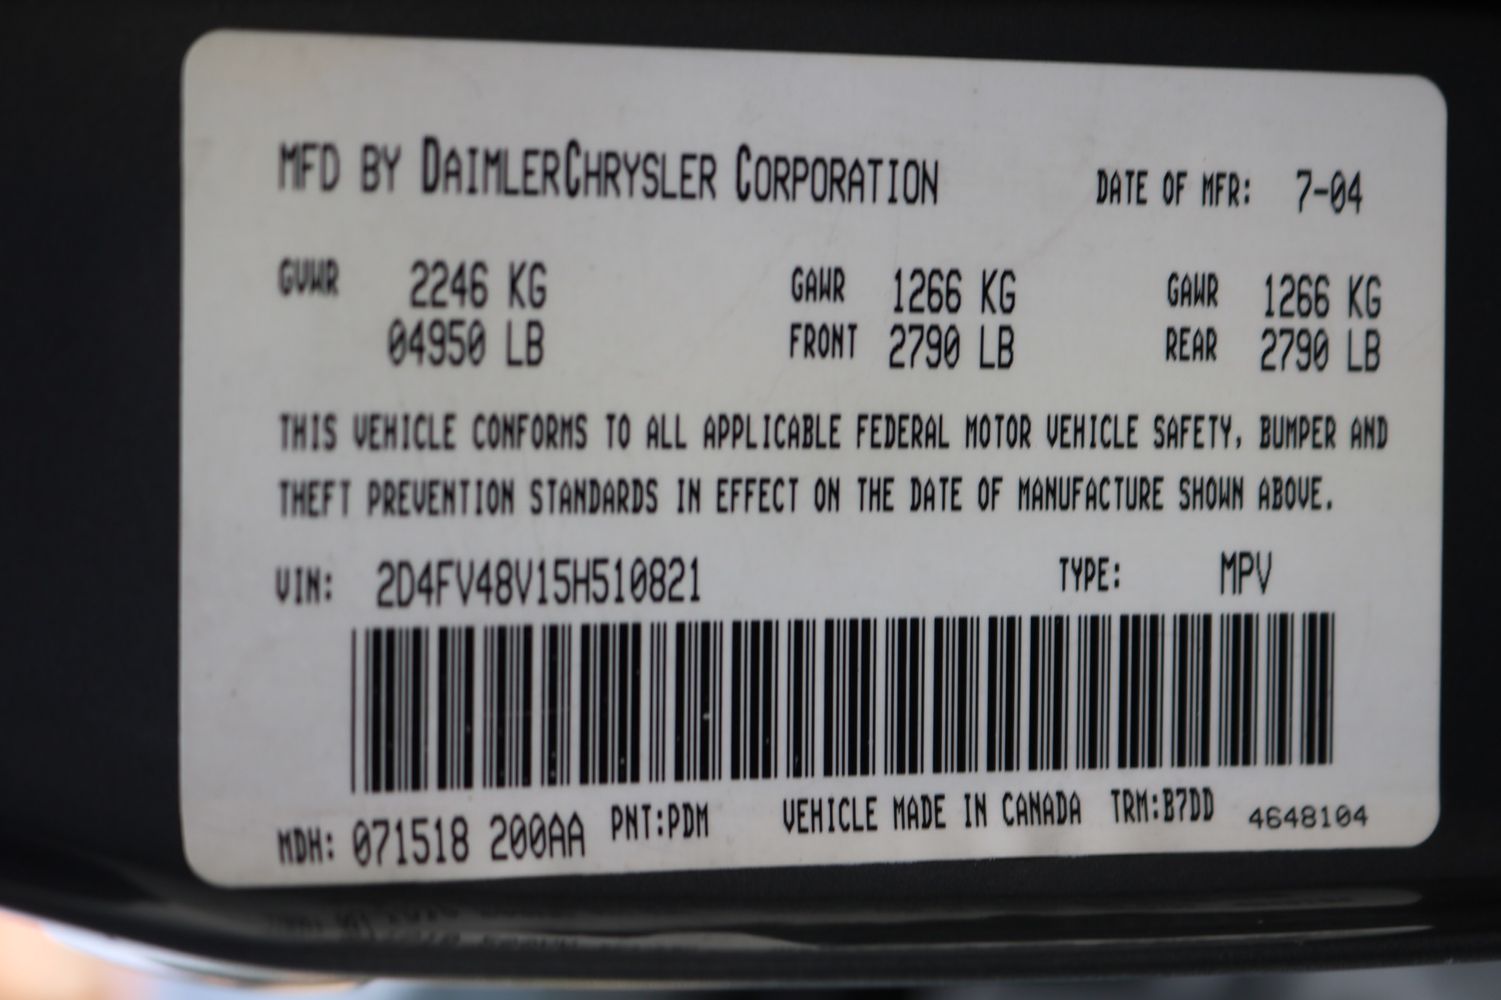 MFD BY DAIMLERCHRYSLER CORPORATION DATE OF MFR: 7-04
GVWR 2246 KG GAWR 1266 KG GAWR 1266 KG
04950 LB FRONT 2790 LB REAR 2790 LB
THIS VEHICLE CONFORMS TO ALL APPLICABLE FEDERAL MOTOR VEHICLE SAFETY, BUMPER AND
THEFT PREVENTION STANDARDS IN EFFECT ON THE DATE OF MANUFACTURE SHOWN ABOVE.
VIN: 2D4FV48V15H510821 TYPE: MPV
MDH: 071518 200AA PNT:PDM VEHICLE MADE IN CANADA TRM:B7DD 4648104